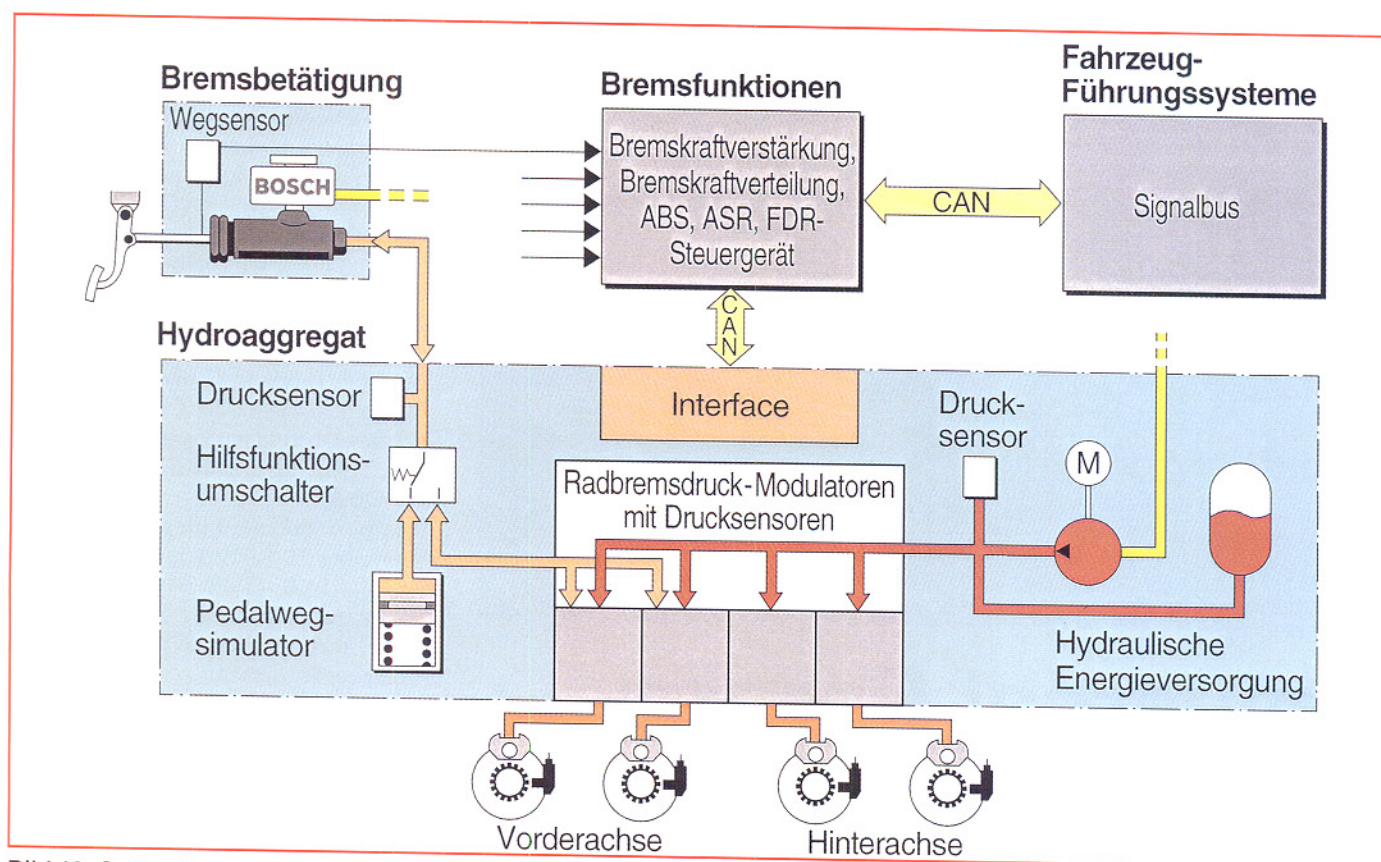 Bremsbetätigung
Wegsensor
BOSCH
Bremsfunktionen
Bremskraftverstärkung,
Bremskraftverteilung,
ABS, ASR, FDR-
Steuergerät
CAN
Fahrzeug-
Führungssysteme
Signalbus
CAN
Hydroaggregat
Drucksensor
Hilfsfunktions-
umschalter
Pedalweg-
simulator
Interface
Radbremsdruck-Modulatoren
mit Drucksensoren
Druck-
sensor
M
Hydraulische
Energieversorgung
Vorderachse
Hinterachse